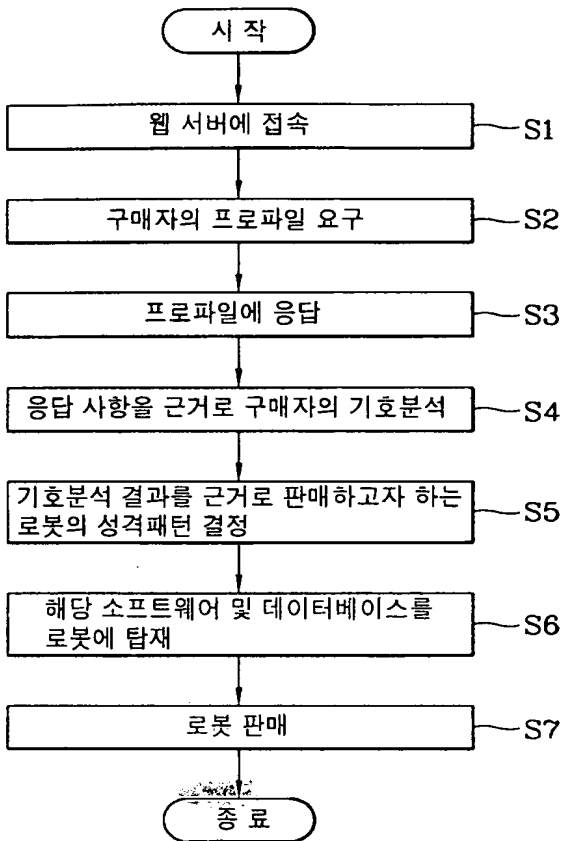 시작
웹 서버에 접속
S1
구매자의 프로파일 요구
S2
프로파일에 응답
S3
응답 사항을 근거로 구매자의 기호분석
S4
기호분석 결과를 근거로 판매하고자 하는
로봇의 성격패턴 결정
S5
해당 소프트웨어 및 데이터베이스를
로봇에 탑재
S6
로봇 판매
S7
종료